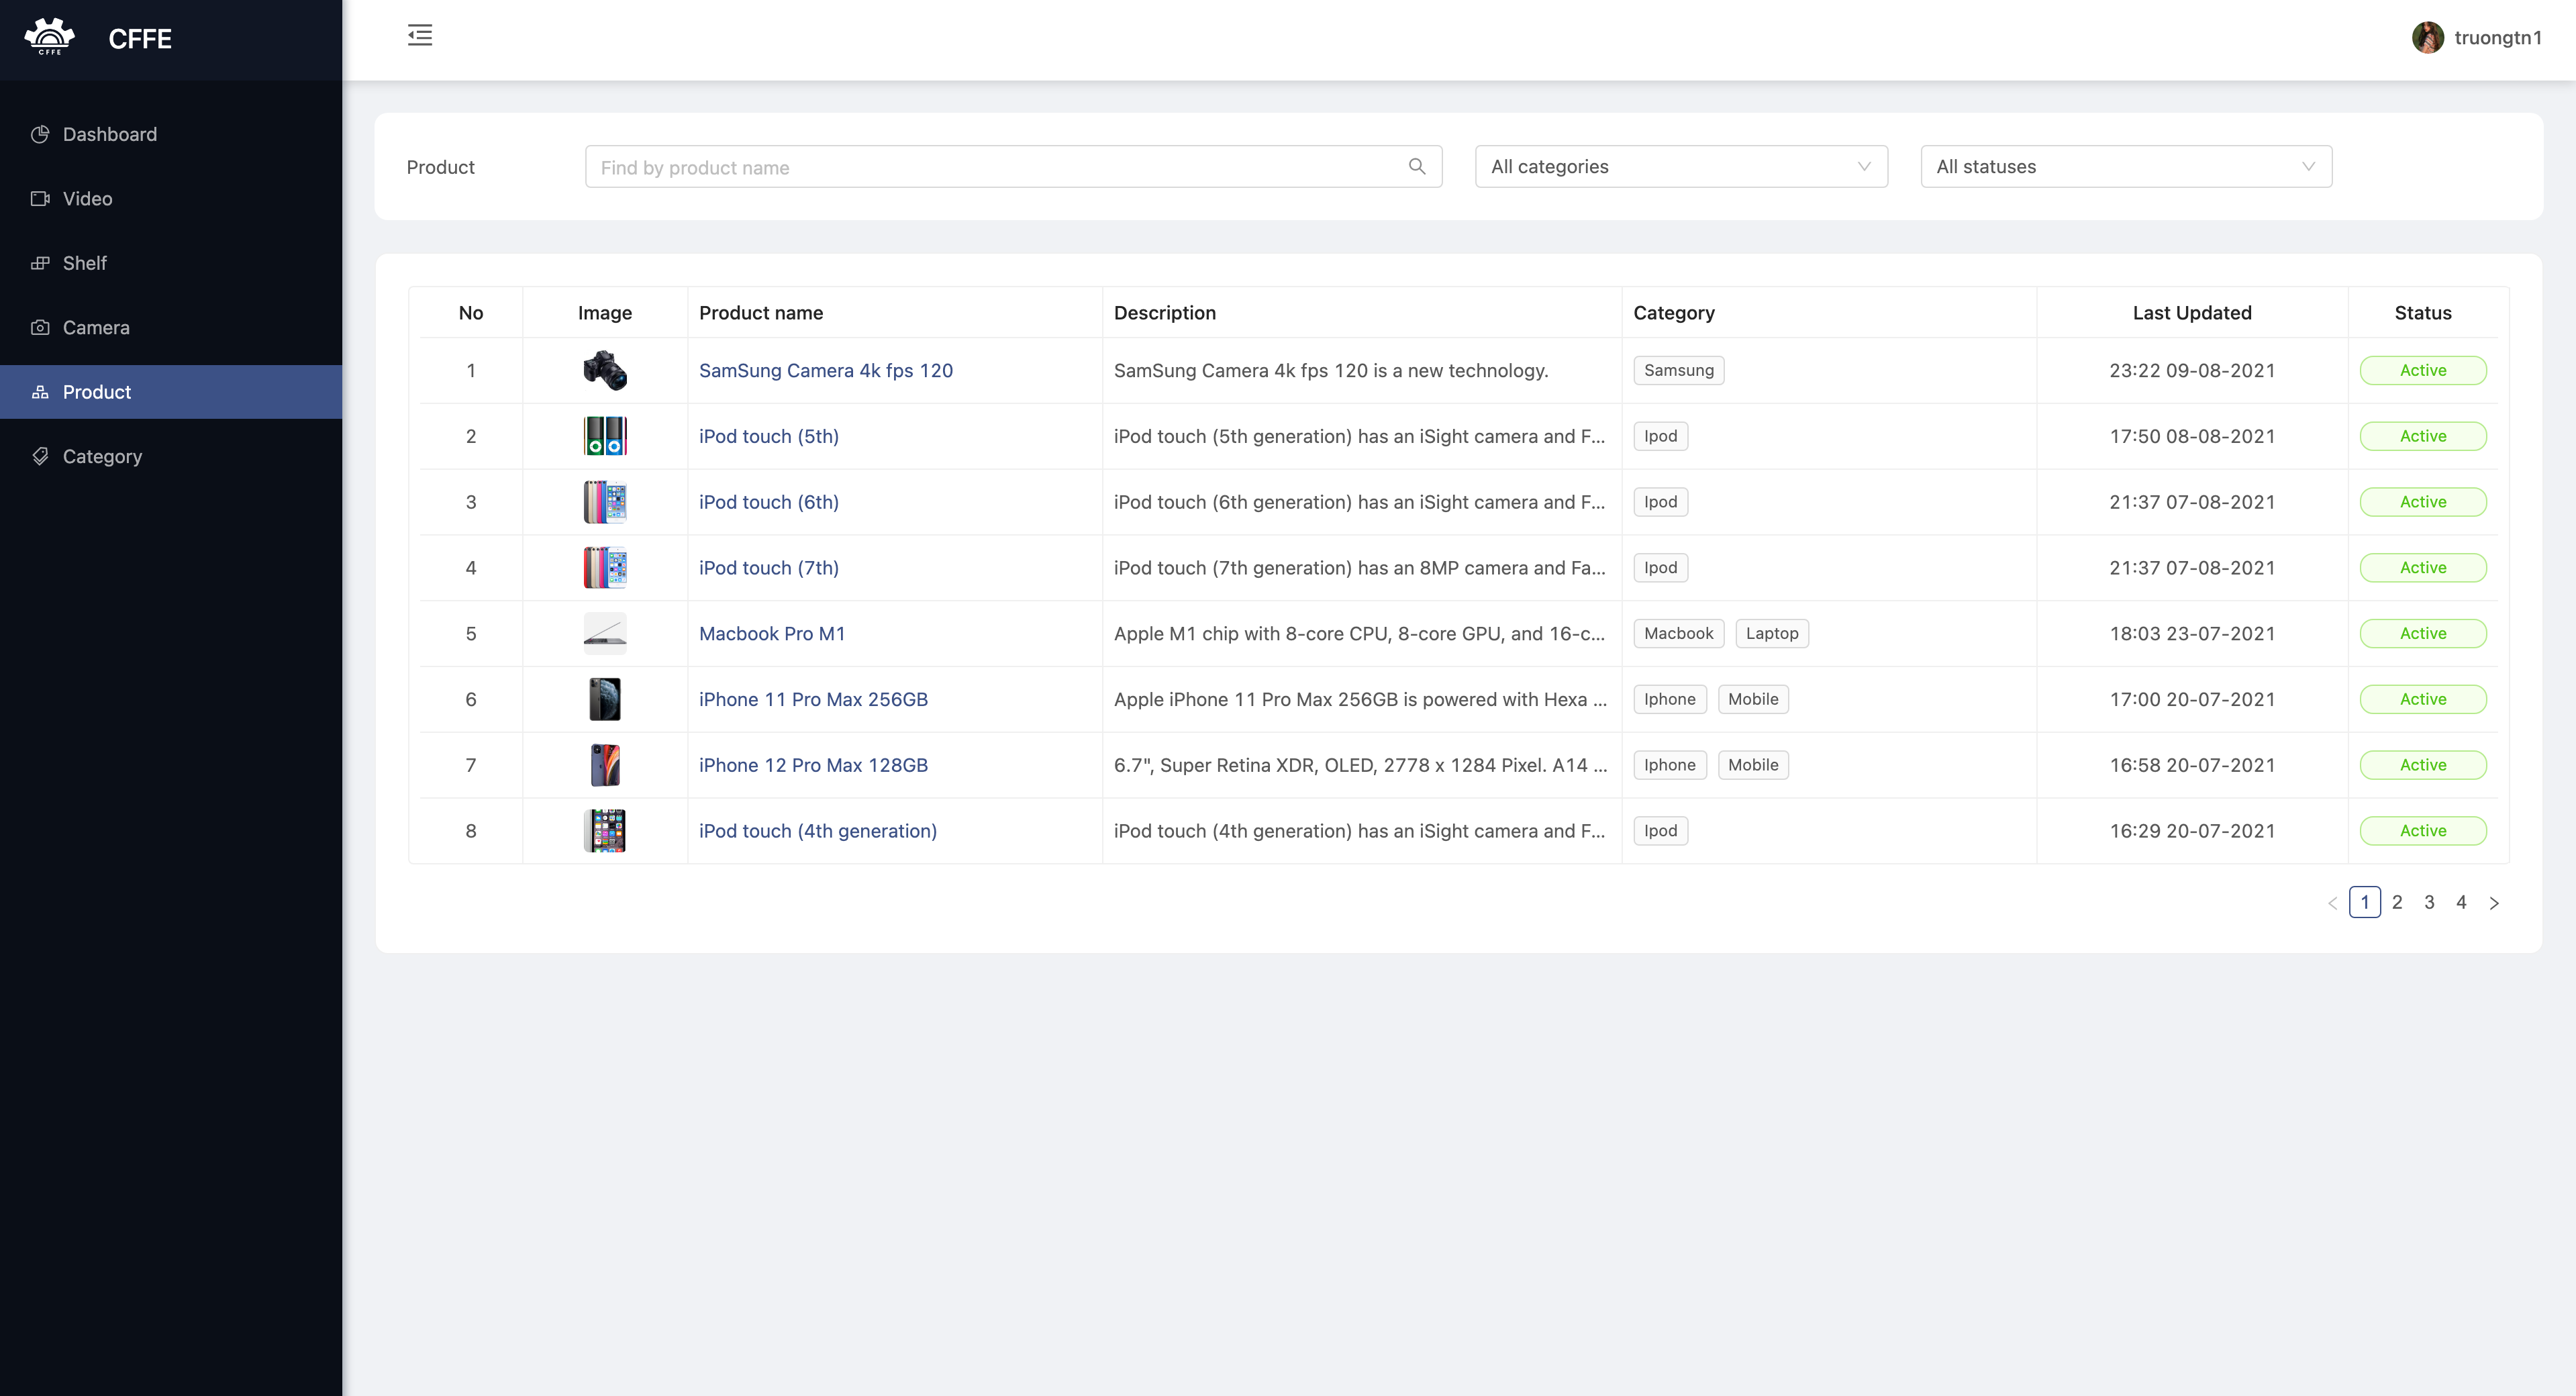 CFFE
CFFE
truongtn1
Dashboard
Video
Shelf
Camera
Product
Category
Product
Find by product name
All categories
All statuses
No Image Product name Description Category Last Updated Status
1 SamSung Camera 4k fps 120 SamSung Camera 4k fps 120 is a new technology. Samsung 23:22 09-08-2021 Active
2 iPod touch (5th) iPod touch (5th generation) has an iSight camera and F... Ipod 17:50 08-08-2021 Active
3 iPod touch (6th) iPod touch (6th generation) has an iSight camera and F... Ipod 21:37 07-08-2021 Active
4 iPod touch (7th) iPod touch (7th generation) has an 8MP camera and Fa... Ipod 21:37 07-08-2021 Active
5 Macbook Pro M1 Apple M1 chip with 8-core CPU, 8-core GPU, and 16-c... Macbook Laptop 18:03 23-07-2021 Active
6 iPhone 11 Pro Max 256GB Apple iPhone 11 Pro Max 256GB is powered with Hexa ... Iphone Mobile 17:00 20-07-2021 Active
7 iPhone 12 Pro Max 128GB 6.7", Super Retina XDR, OLED, 2778 x 1284 Pixel. A14 ... Iphone Mobile 16:58 20-07-2021 Active
8 iPod touch (4th generation) iPod touch (4th generation) has an iSight camera and F... Ipod 16:29 20-07-2021 Active
< 1 2 3 4 >